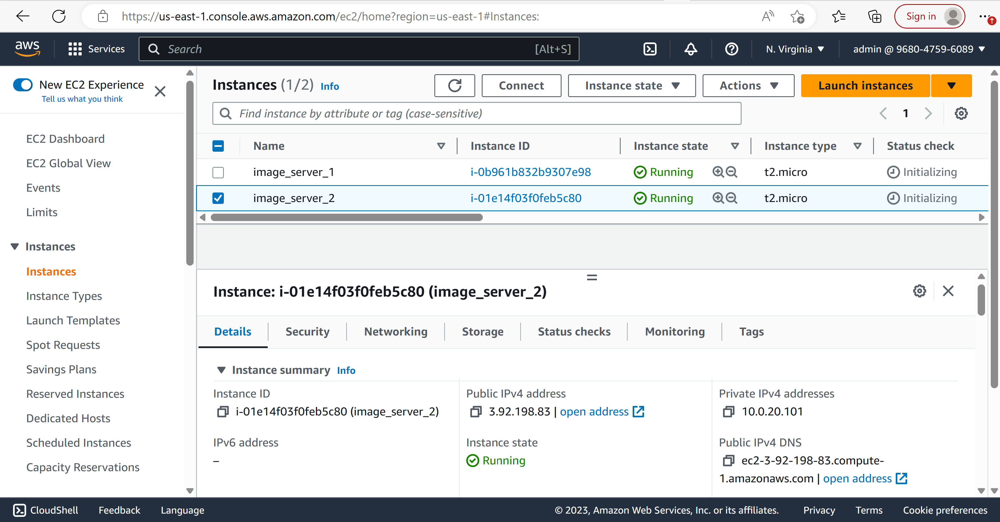 https://us-east-1.console.aws.amazon.com/ec2/home?region=us-east-1#Instances:
Sign in
aws
Services
Search
[Alt+S]
N. Virginia
admin @ 9680-4759-6089
New EC2 Experience
Tell us what you think
EC2 Dashboard
EC2 Global View
Events
Limits
Instances
Instances
Instance Types
Launch Templates
Spot Requests
Savings Plans
Reserved Instances
Dedicated Hosts
Scheduled Instances
Capacity Reservations
Instances (1/2) Info
Connect
Instance state
Actions
Launch instances
Find instance by attribute or tag (case-sensitive)
1
Name Instance ID Instance state Instance type Status check
image_server_1 i-0b961b832b9307e98 Running t2.micro Initializing
image_server_2 i-01e14f03f0feb5c80 Running t2.micro Initializing
Instance: i-01e14f03f0feb5c80 (image_server_2)
Details Security Networking Storage Status checks Monitoring Tags
Instance summary Info
Instance ID
i-01e14f03f0feb5c80 (image_server_2)
Public IPv4 address
3.92.198.83 | open address
Private IPv4 addresses
10.0.20.101
IPv6 address
–
Instance state
Running
Public IPv4 DNS
ec2-3-92-198-83.compute-
1.amazonaws.com | open address
CloudShell Feedback Language
© 2023, Amazon Web Services, Inc. or its affiliates. Privacy Terms Cookie preferences